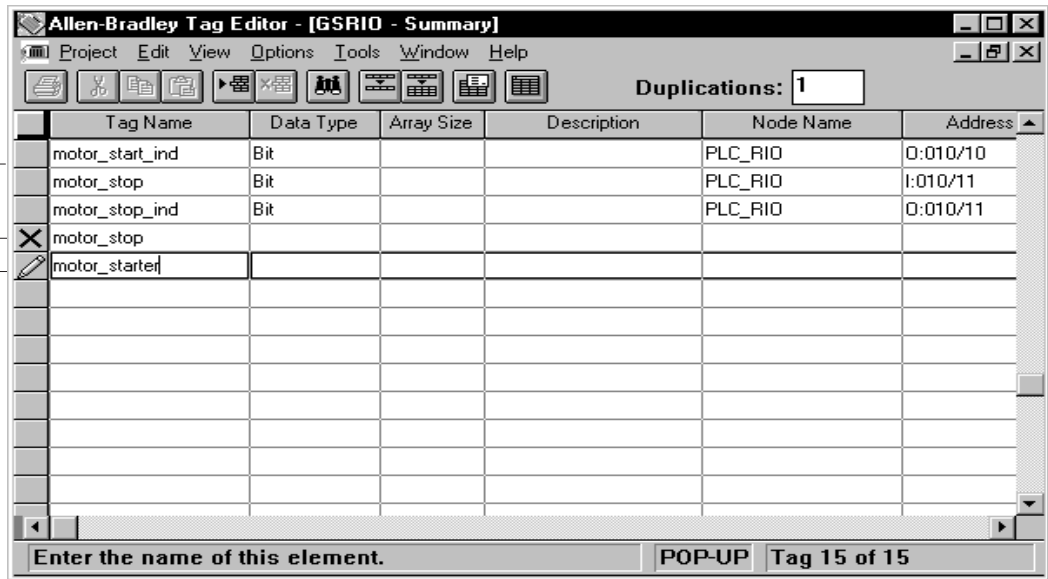 Allen-Bradley Tag Editor - [GSRIO - Summary]
Project Edit View Options Tools Window Help
Duplications: 1
Tag Name Data Type Array Size Description Node Name Address
motor_start_ind Bit PLC_RIO O:010/10
motor_stop Bit PLC_RIO I:010/11
motor_stop_ind Bit PLC_RIO O:010/11
motor_stop
motor_starter
Enter the name of this element. POP-UP Tag 15 of 15